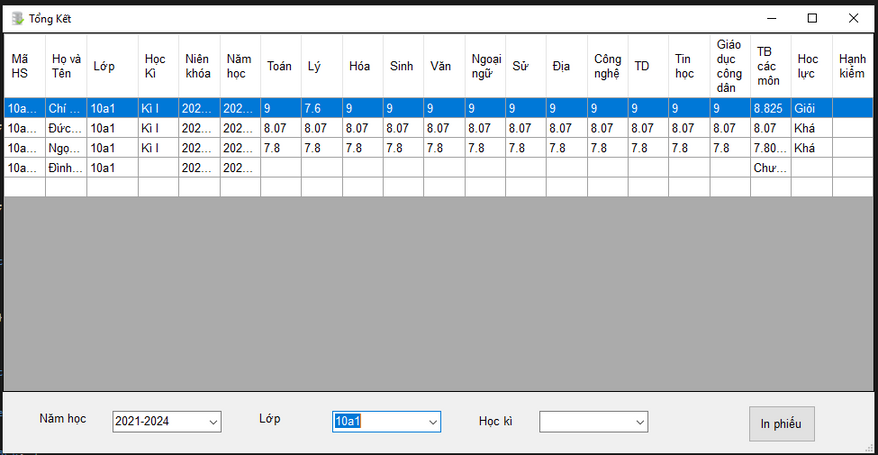 Tổng Kết
Mã HS Họ và Tên Lớp Học Kì Niên khóa Năm học Toán Lý Hóa Sinh Văn Ngoại ngữ Sử Địa Công nghệ TD Tin học Giáo dục công dân TB các môn Hoc lực Hạnh kiểm
10a... Chí ... 10a1 Kì I 202... 202... 9 7.6 9 9 9 9 9 9 9 9 9 9 8.825 Giỏi
10a... Đức... 10a1 Kì I 202... 202... 8.07 8.07 8.07 8.07 8.07 8.07 8.07 8.07 8.07 8.07 8.07 8.07 8.07 Khá
10a... Ngọ... 10a1 Kì I 202... 202... 7.8 7.8 7.8 7.8 7.8 7.8 7.8 7.8 7.8 7.8 7.8 7.8 7.80... Khá
10a... Đình... 10a1 202... 202... Chư...
Năm học 2021-2024 Lớp 10a1 Học kì In phiếu